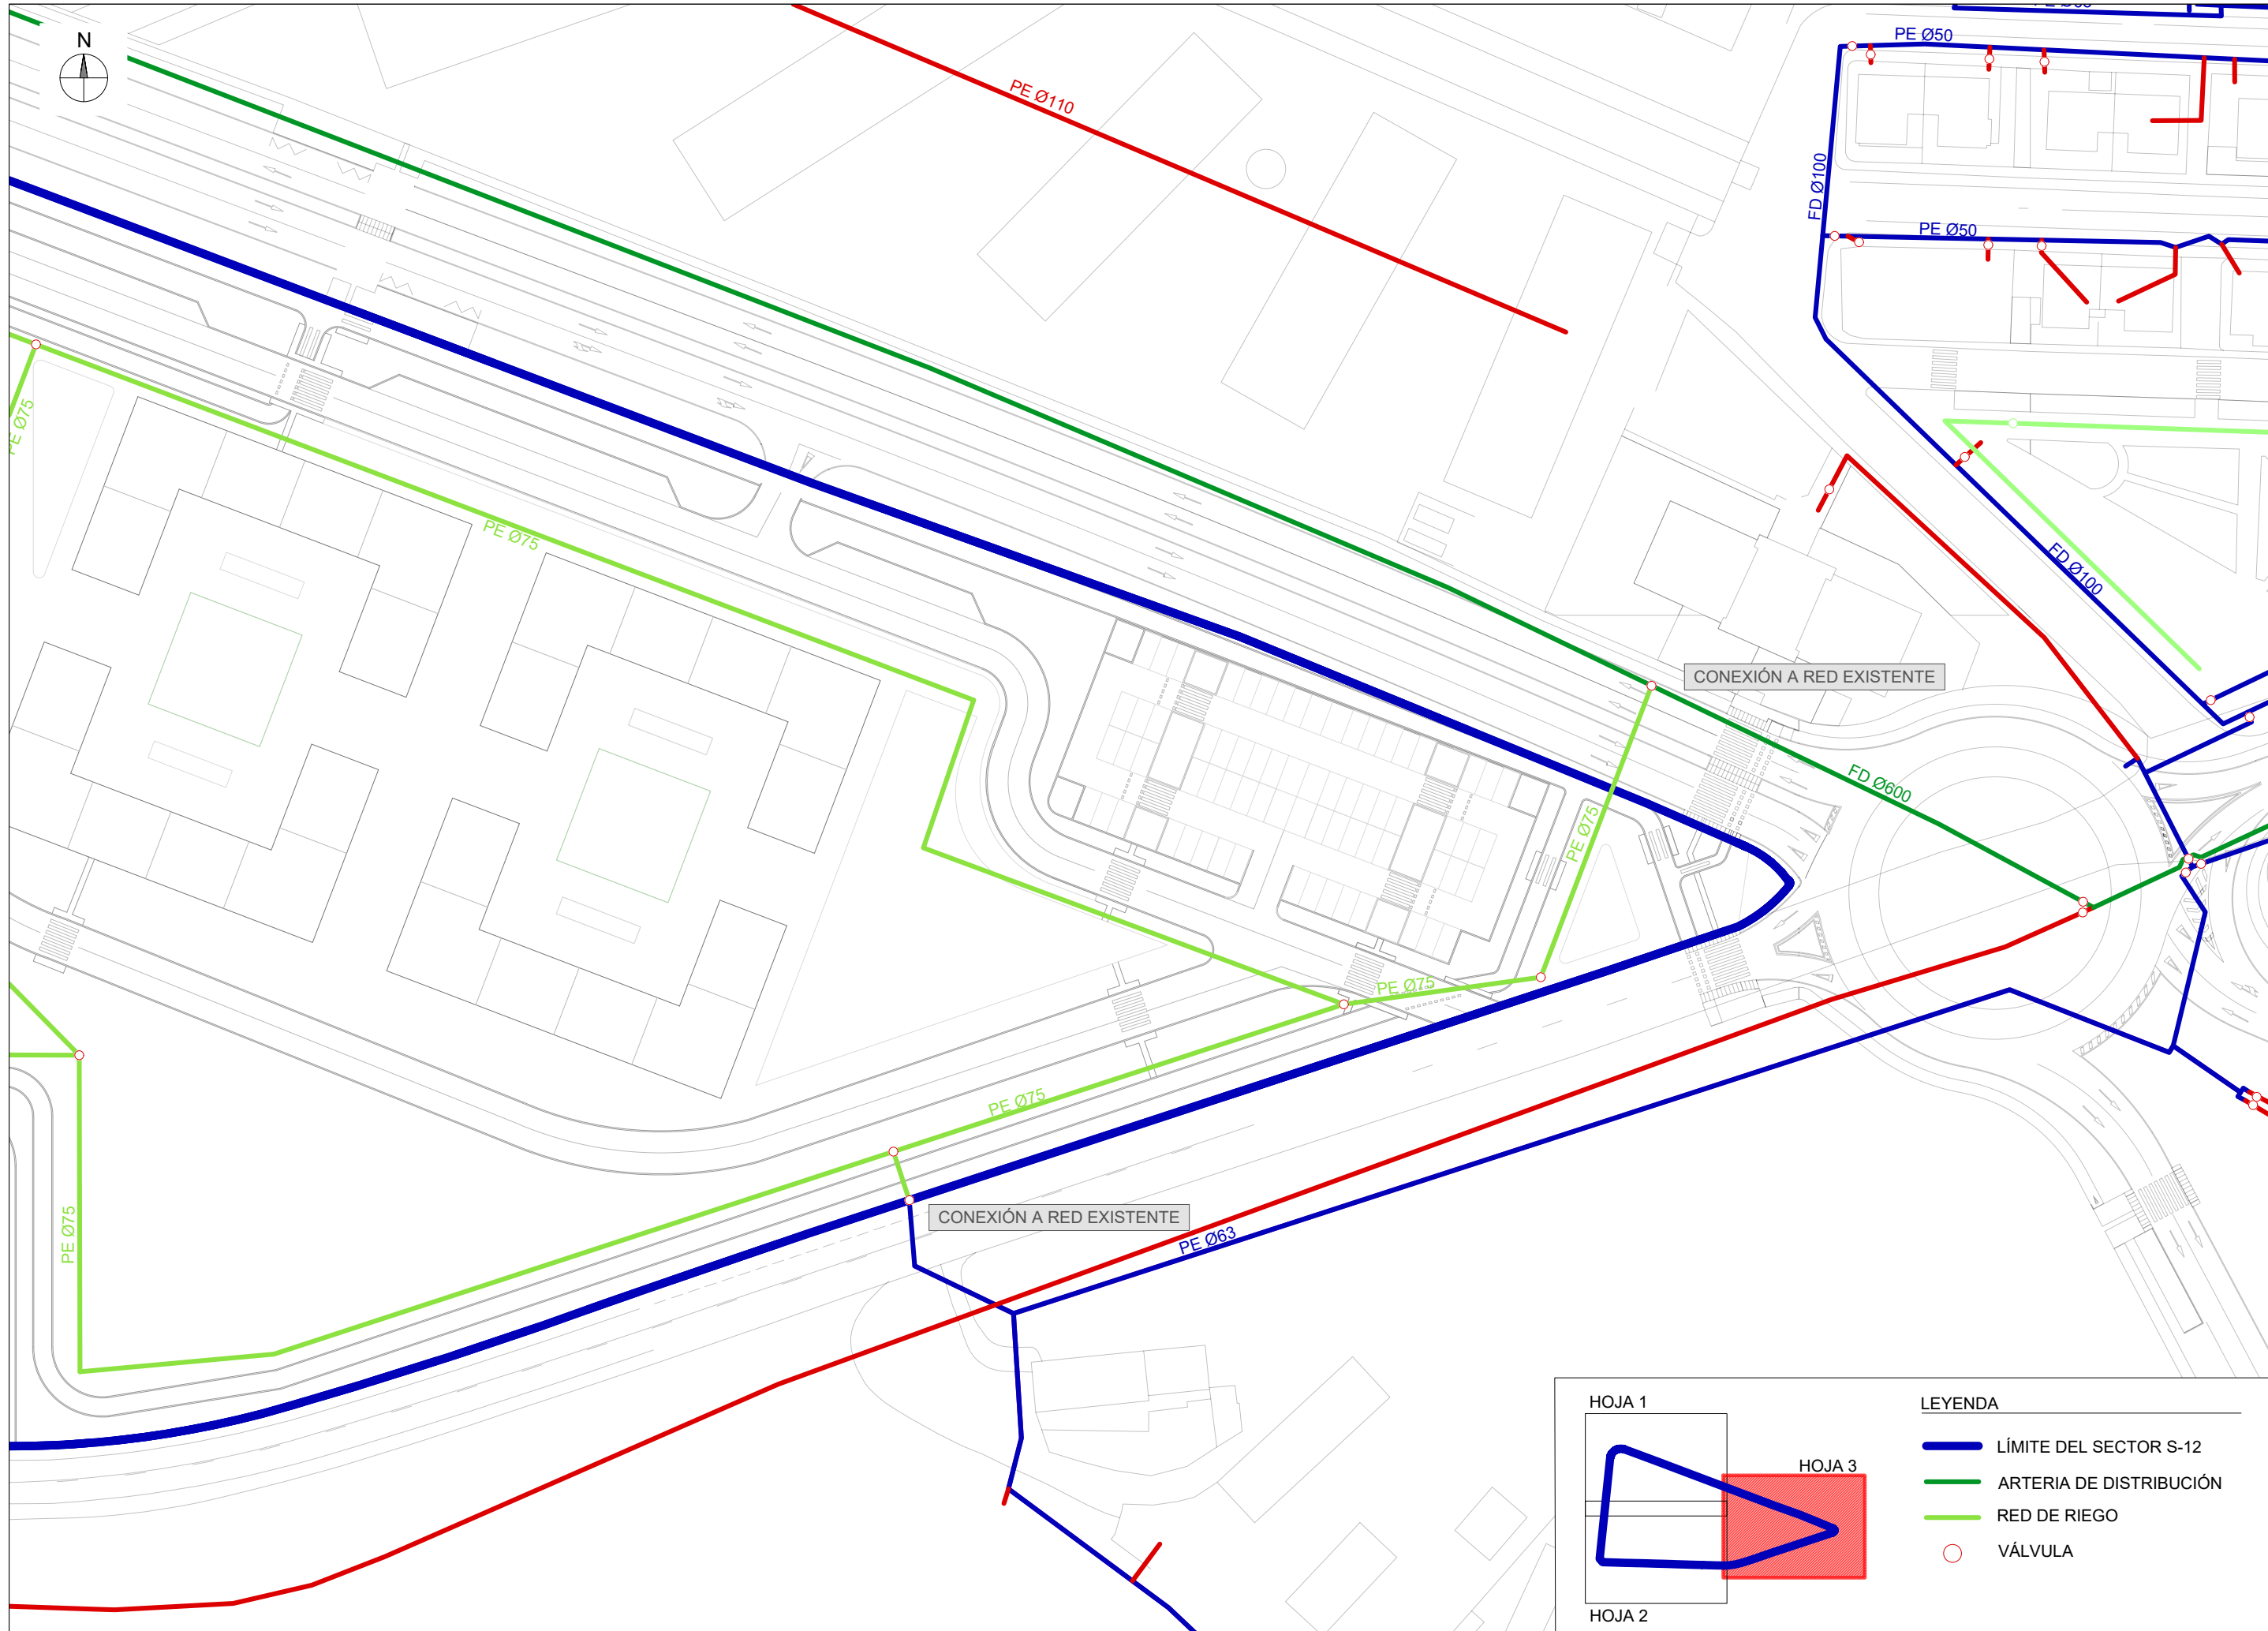 PE Ø63
PE Ø50
N
PE Ø110
FD Ø100
PE Ø50
PE Ø75
PE Ø75
FD Ø100
CONEXIÓN A RED EXISTENTE
FD Ø600
PE Ø75
PE Ø75
PE Ø75
PE Ø75
CONEXIÓN A RED EXISTENTE
PE Ø63
HOJA 1
HOJA 3
HOJA 2
LEYENDA
LÍMITE DEL SECTOR S-12
ARTERIA DE DISTRIBUCIÓN
RED DE RIEGO
VÁLVULA